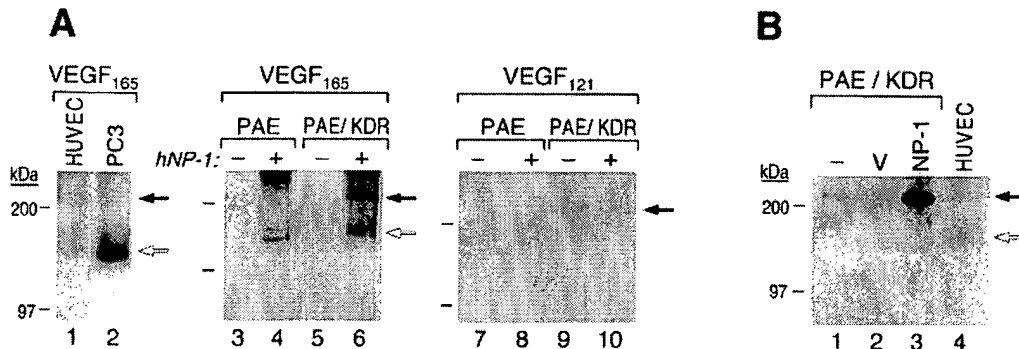 A
VEGF165
HUVEC
PC3
kDa
200
97
1 2
VEGF165
PAE PAE/KDR
hNP-1: − + − +
3 4 5 6
VEGF121
PAE PAE/KDR
− + − +
7 8 9 10
B
PAE / KDR
− V NP-1 HUVEC
kDa
200
97
1 2 3 4